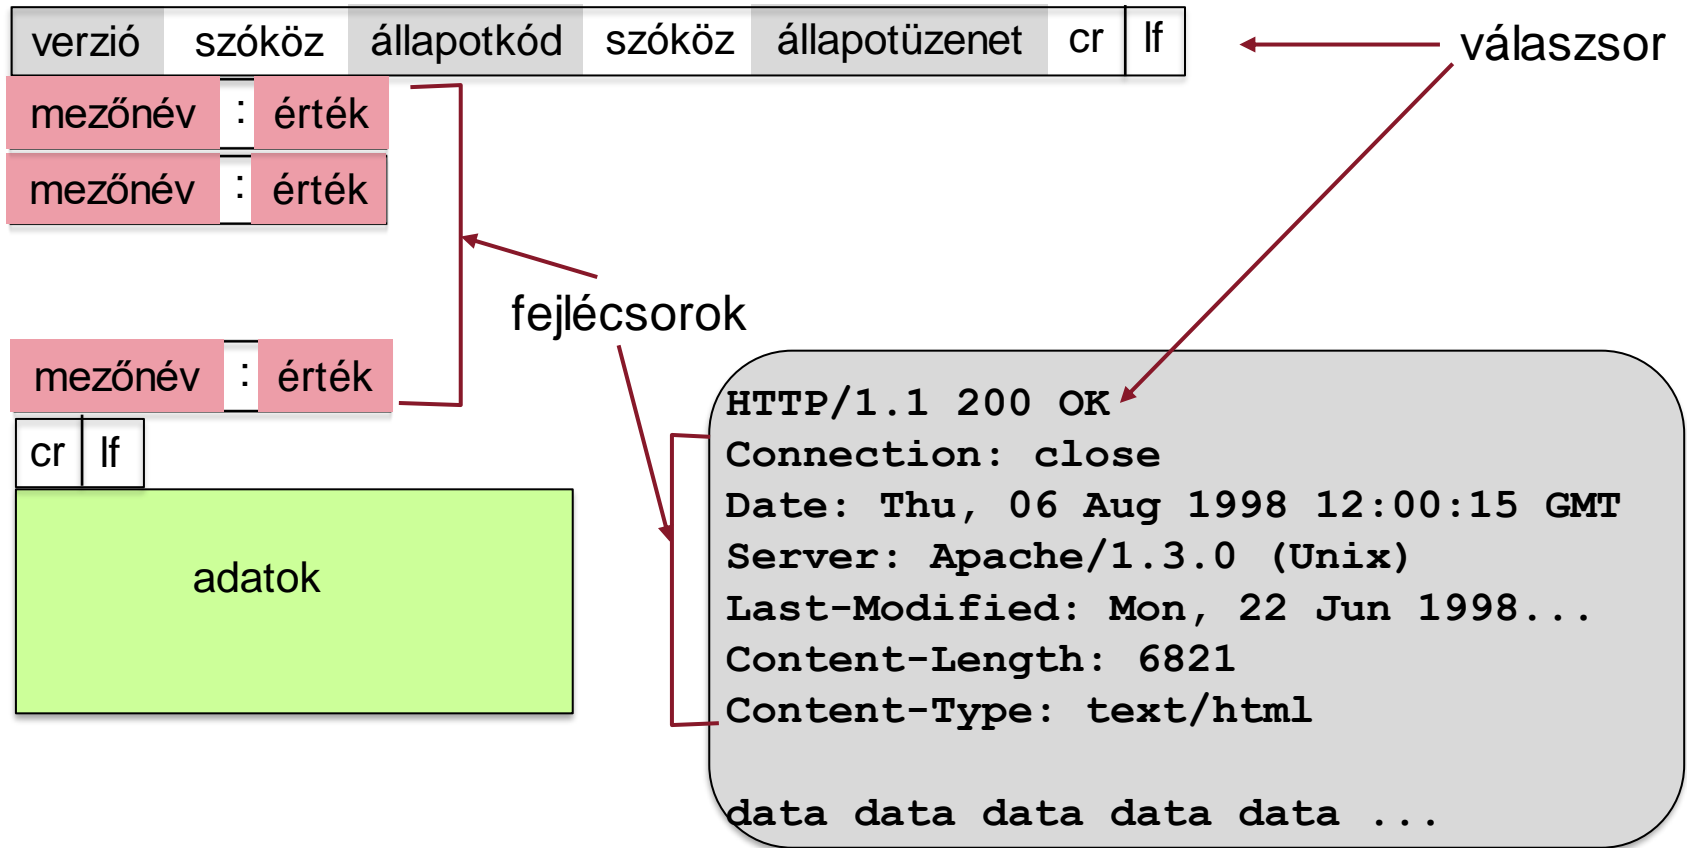 verzió szóköz állapotkód szóköz állapotüzenet cr lf
válaszsor
mezőnév : érték
mezőnév : érték
fejlécsorok
mezőnév : érték
cr lf
adatok
HTTP/1.1 200 OK
Connection: close
Date: Thu, 06 Aug 1998 12:00:15 GMT
Server: Apache/1.3.0 (Unix)
Last-Modified: Mon, 22 Jun 1998...
Content-Length: 6821
Content-Type: text/html
data data data data data ...